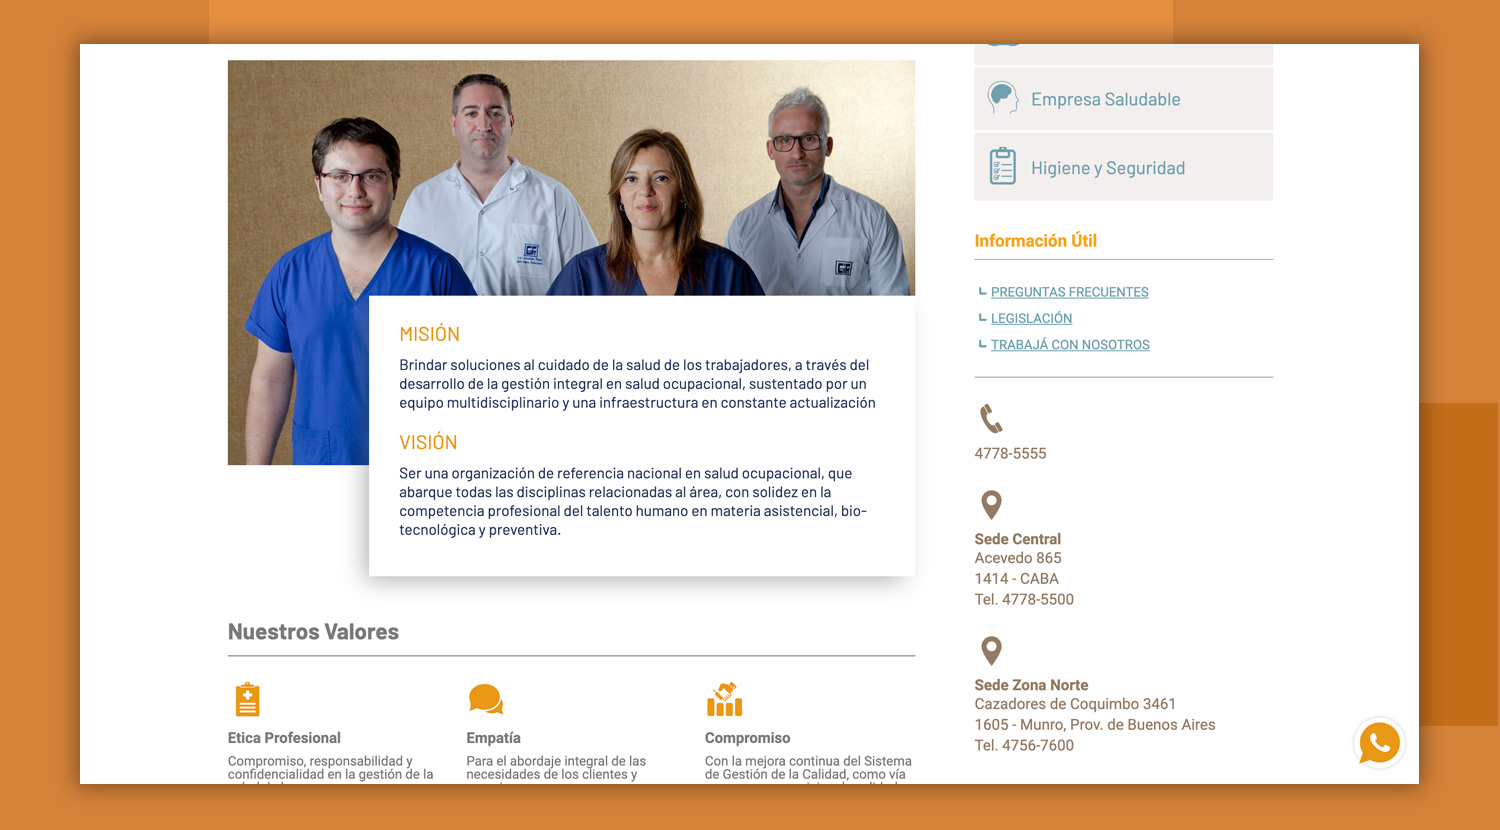 MISIÓN
Brindar soluciones al cuidado de la salud de los trabajadores, a través del
desarrollo de la gestión integral en salud ocupacional, sustentado por un
equipo multidisciplinario y una infraestructura en constante actualización
VISIÓN
Ser una organización de referencia nacional en salud ocupacional, que
abarque todas las disciplinas relacionadas al área, con solidez en la
competencia profesional del talento humano en materia asistencial, bio-
tecnológica y preventiva.
Nuestros Valores
Etica Profesional
Compromiso, responsabilidad y
confidencialidad en la gestión de la
Empatía
Para el abordaje integral de las
necesidades de los clientes y
Compromiso
Con la mejora continua del Sistema
de Gestión de la Calidad, como vía
Empresa Saludable
Higiene y Seguridad
Información Útil
PREGUNTAS FRECUENTES
LEGISLACIÓN
TRABAJÁ CON NOSOTROS
4778-5555
Sede Central
Acevedo 865
1414 - CABA
Tel. 4778-5500
Sede Zona Norte
Cazadores de Coquimbo 3461
1605 - Munro, Prov. de Buenos Aires
Tel. 4756-7600